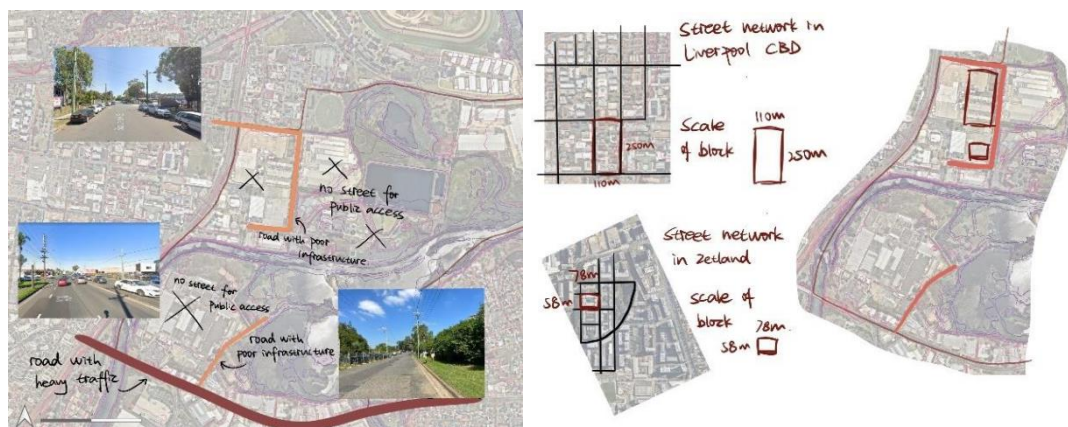 no street for
public access
road with poor
infrastructure
no street for
public access
road with
poor infrastructure
road with
heavy traffic
Street network in
Liverpool CBD
Scale
of block
110m
250m
250m
110m
Street network
in Zetland
78m
58m
scale of
block
78m.
58m